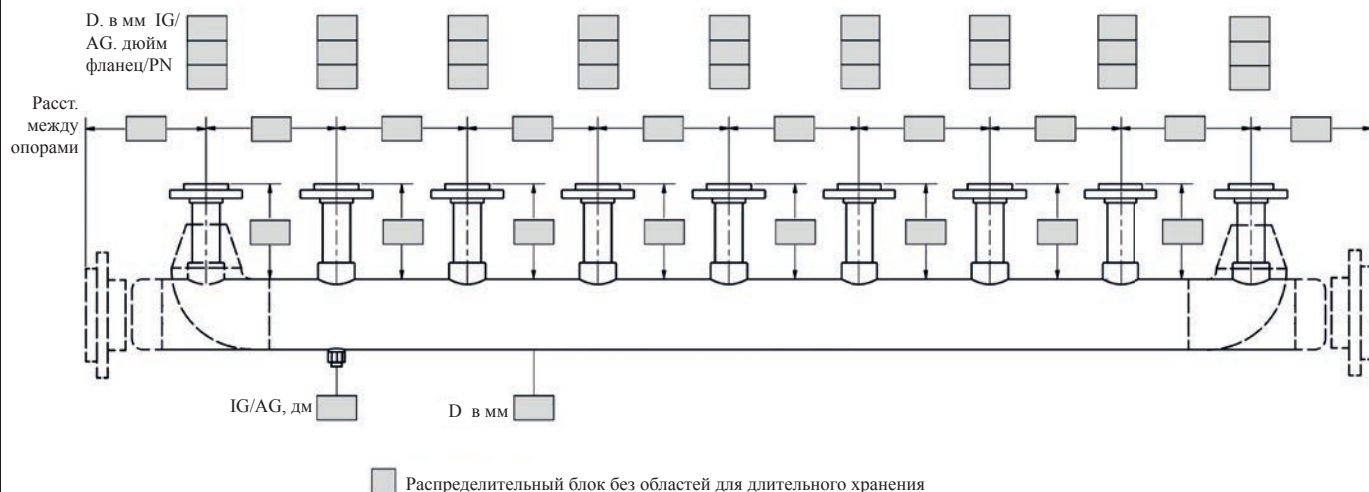 D. в мм IG/
AG. дюйм
фланец/PN
Расст.
между
опорами
IG/AG, дм
D в мм
Распределительный блок без областей для длительного хранения